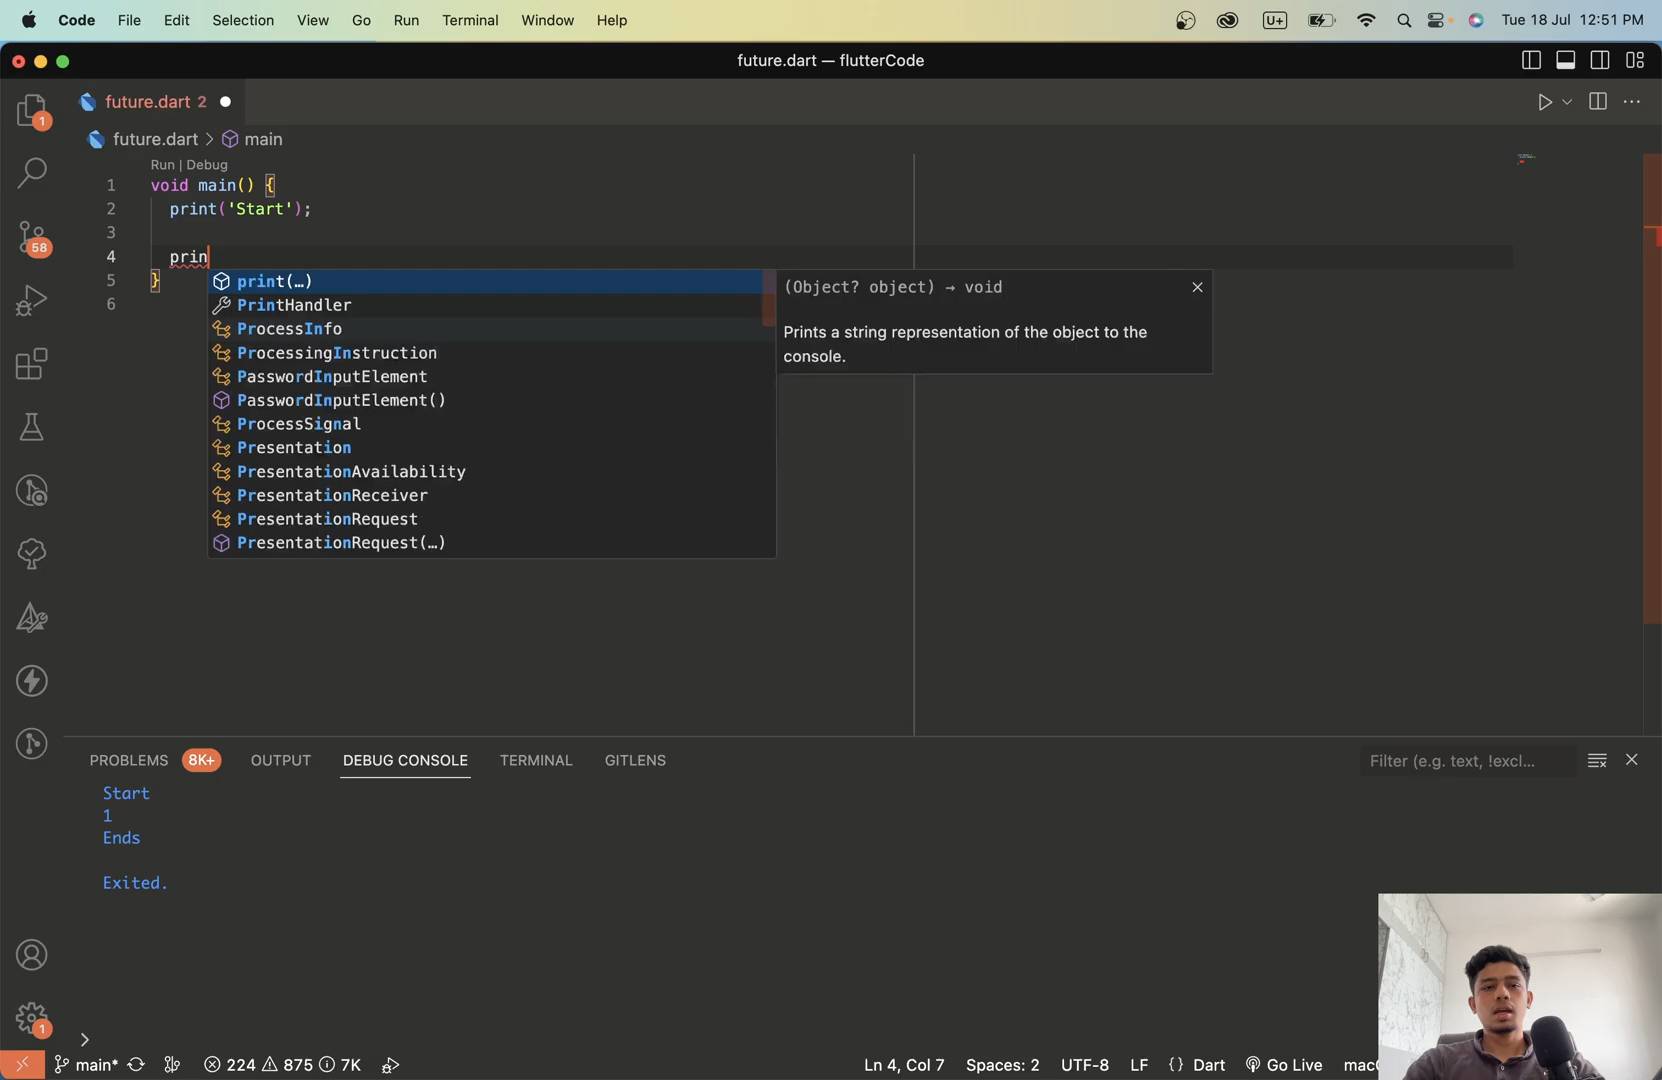 Code File Edit Selection View Go Run Terminal Window Help U+ Tue 18 Jul 12:51 PM
future.dart — flutterCode
future.dart 2
1
future.dart > main
Run | Debug
1 void main() {
2 print('Start');
3
4 prin
5 }
6
58
print(…)
PrintHandler
ProcessInfo
ProcessingInstruction
PasswordInputElement
PasswordInputElement()
ProcessSignal
Presentation
PresentationAvailability
PresentationReceiver
PresentationRequest
PresentationRequest(…)
(Object? object) → void
Prints a string representation of the object to the
console.
PROBLEMS 8K+ OUTPUT DEBUG CONSOLE TERMINAL GITLENS Filter (e.g. text, !excl...
Start
1
Ends
Exited.
1
>
main* 224 875 7K Ln 4, Col 7 Spaces: 2 UTF-8 LF {} Dart Go Live